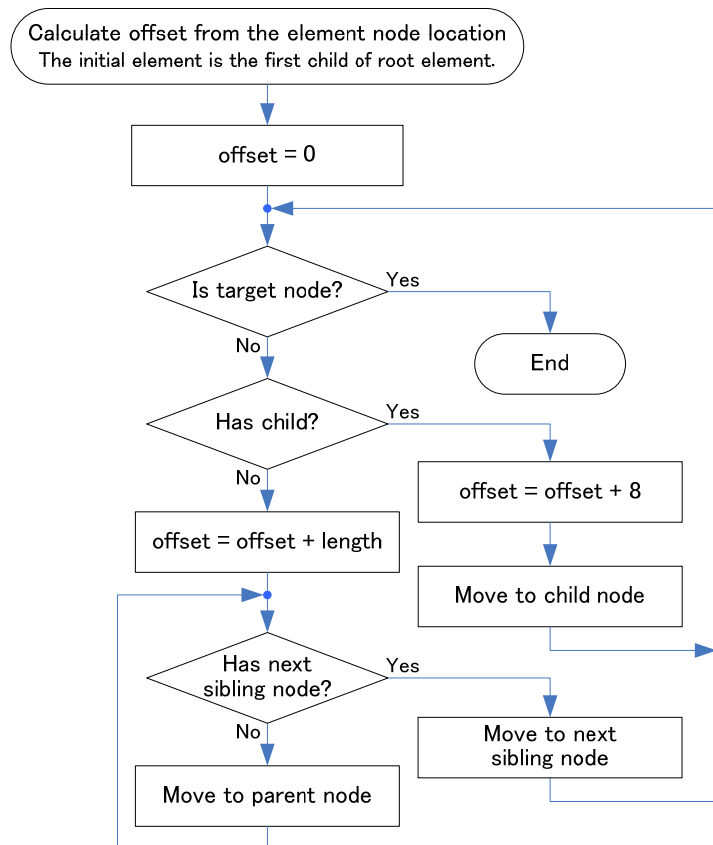 Calculate offset from the element node location
The initial element is the first child of root element.
offset = 0
Is target node?
Yes
No
End
Has child?
Yes
No
offset = offset + 8
offset = offset + length
Move to child node
Has next
sibling node?
Yes
No
Move to next
sibling node
Move to parent node